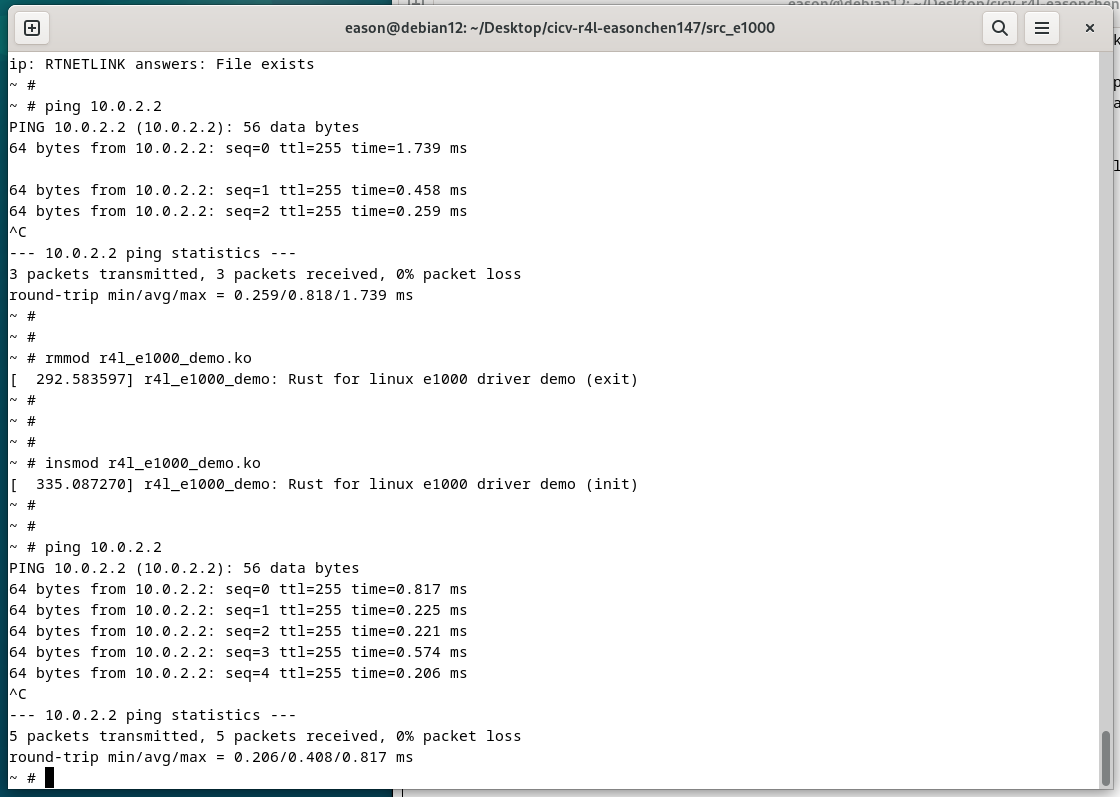 eason@debian12: ~/Desktop/cicv-r4l-easonchen147/src_e1000
ip: RTNETLINK answers: File exists
~ #
~ # ping 10.0.2.2
PING 10.0.2.2 (10.0.2.2): 56 data bytes
64 bytes from 10.0.2.2: seq=0 ttl=255 time=1.739 ms
64 bytes from 10.0.2.2: seq=1 ttl=255 time=0.458 ms
64 bytes from 10.0.2.2: seq=2 ttl=255 time=0.259 ms
^C
--- 10.0.2.2 ping statistics ---
3 packets transmitted, 3 packets received, 0% packet loss
round-trip min/avg/max = 0.259/0.818/1.739 ms
~ #
~ #
~ # rmmod r4l_e1000_demo.ko
[  292.583597] r4l_e1000_demo: Rust for linux e1000 driver demo (exit)
~ #
~ #
~ #
~ # insmod r4l_e1000_demo.ko
[  335.087270] r4l_e1000_demo: Rust for linux e1000 driver demo (init)
~ #
~ #
~ # ping 10.0.2.2
PING 10.0.2.2 (10.0.2.2): 56 data bytes
64 bytes from 10.0.2.2: seq=0 ttl=255 time=0.817 ms
64 bytes from 10.0.2.2: seq=1 ttl=255 time=0.225 ms
64 bytes from 10.0.2.2: seq=2 ttl=255 time=0.221 ms
64 bytes from 10.0.2.2: seq=3 ttl=255 time=0.574 ms
64 bytes from 10.0.2.2: seq=4 ttl=255 time=0.206 ms
^C
--- 10.0.2.2 ping statistics ---
5 packets transmitted, 5 packets received, 0% packet loss
round-trip min/avg/max = 0.206/0.408/0.817 ms
~ #